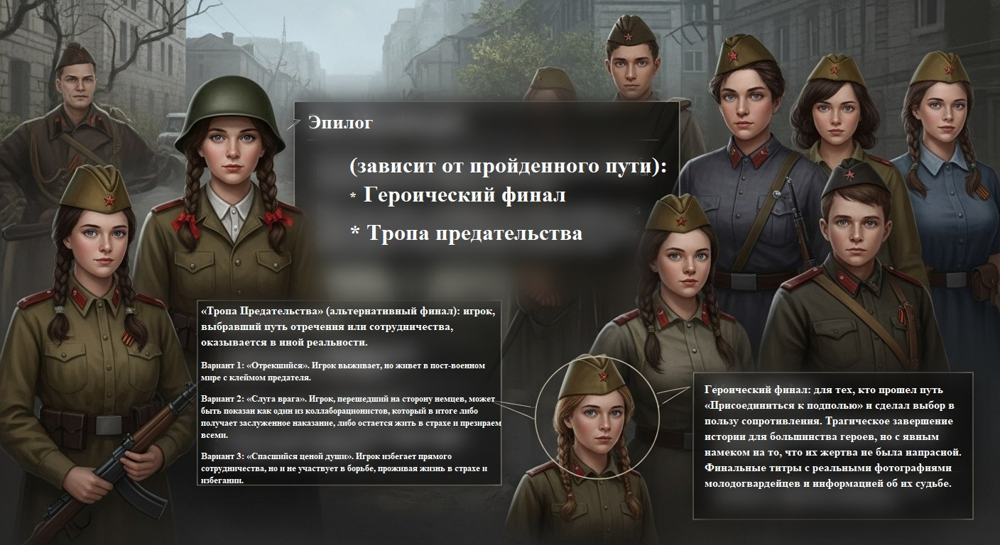 Эпилог
(зависит от пройденного пути):
* Героический финал
* Тропа предательства
«Тропа Предательства» (альтернативный финал): игрок,
выбравший путь отречения или сотрудничества,
оказывается в иной реальности.
Вариант 1: «Отрекшийся». Игрок выживает, но живет в пост-военном
мире с клеймом предателя.
Вариант 2: «Слуга врага». Игрок, перешедший на сторону немцев, может
быть показан как один из коллаборационистов, который в итоге либо
получает заслуженное наказание, либо остается жить в страхе и презираем
всеми.
Вариант 3: «Спасшийся ценой души». Игрок избегает прямого
сотрудничества, но и не участвует в борьбе, проживая жизнь в страхе и
избегании.
Героический финал: для тех, кто прошел путь
«Присоединиться к подполью» и сделал выбор в
пользу сопротивления. Трагическое завершение
истории для большинства героев, но с явным
намеком на то, что их жертва не была напрасной.
Финальные титры с реальными фотографиями
молодогвардейцев и информацией об их судьбе.